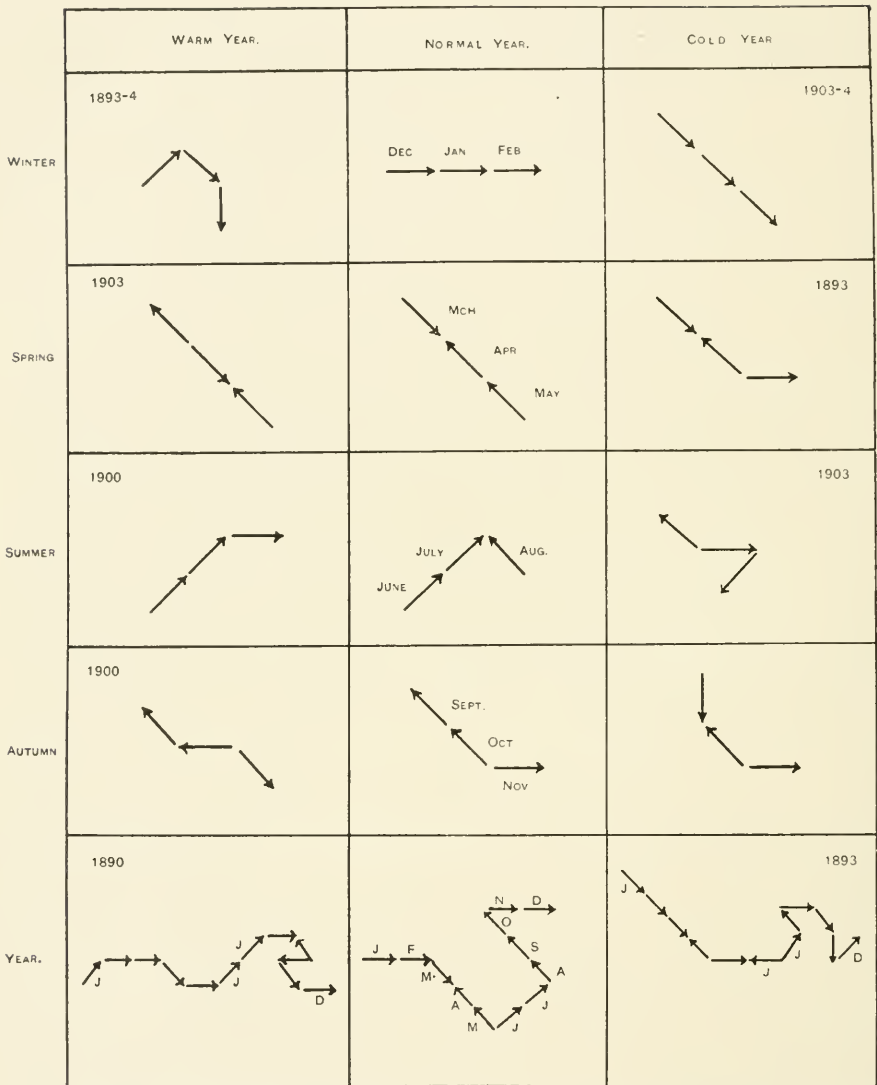 WARM YEAR. NORMAL YEAR. COLD YEAR
WINTER 1893-4 DEC JAN FEB 1903-4
SPRING 1903 MCH APR MAY 1893
SUMMER 1900 JUNE JULY AUG. 1903
AUTUMN 1900 SEPT. OCT NOV
YEAR. 1890 J J J D J F M. A M J J A S O N D 1893 J J J D